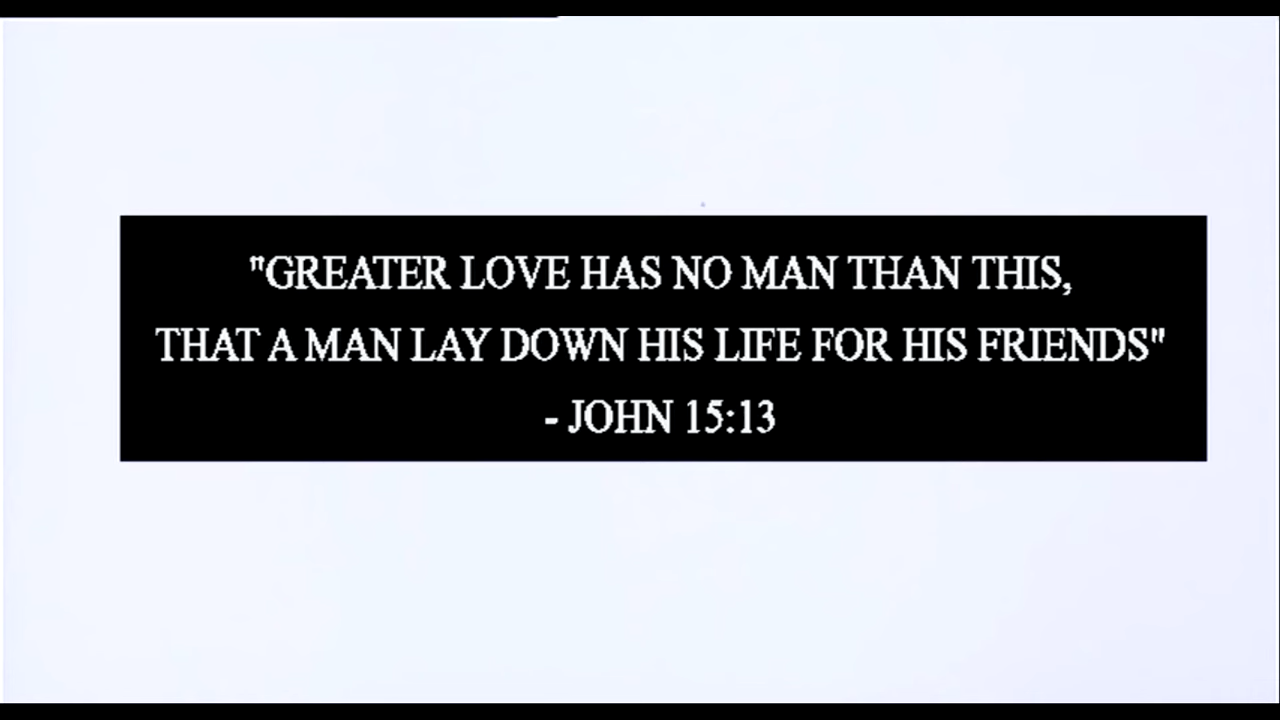 "GREATER LOVE HAS NO MAN THAN THIS,
THAT A MAN LAY DOWN HIS LIFE FOR HIS FRIENDS"
- JOHN 15:13